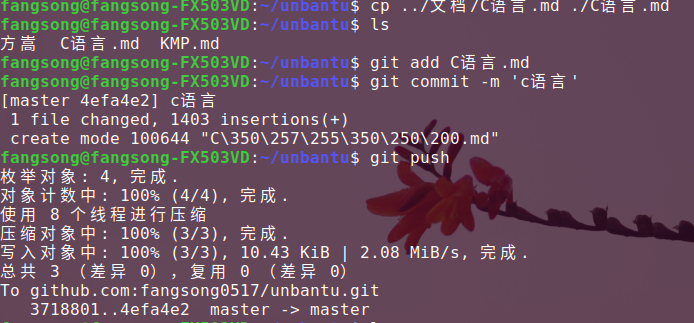 fangsong@fangsong-FX503VD:~/unbantu$ cp ../文档/C语言.md ./C语言.md
fangsong@fangsong-FX503VD:~/unbantu$ ls
方嵩  C语言.md  KMP.md
fangsong@fangsong-FX503VD:~/unbantu$ git add C语言.md
fangsong@fangsong-FX503VD:~/unbantu$ git commit -m 'c语言'
[master 4efa4e2] c语言
 1 file changed, 1403 insertions(+)
 create mode 100644 "C\350\257\255\350\250\200.md"
fangsong@fangsong-FX503VD:~/unbantu$ git push
枚举对象: 4, 完成.
对象计数中: 100% (4/4), 完成.
使用 8 个线程进行压缩
压缩对象中: 100% (3/3), 完成.
写入对象中: 100% (3/3), 10.43 KiB | 2.08 MiB/s, 完成.
总共 3 （差异 0），复用 0 （差异 0）
To github.com:fangsong0517/unbantu.git
   3718801..4efa4e2  master -> master